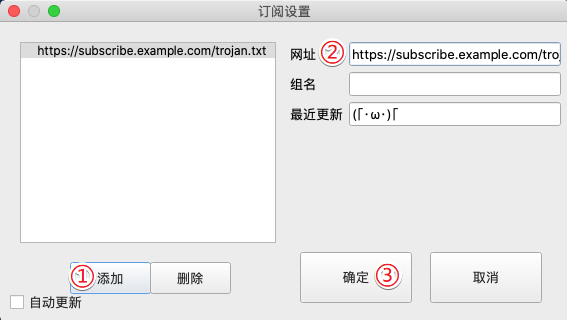 订阅设置
https://subscribe.example.com/trojan.txt
网址 ② https://subscribe.example.com/tro
组名
最近更新 (「･ω･)「
① 添加 删除
确定 ③ 取消
自动更新